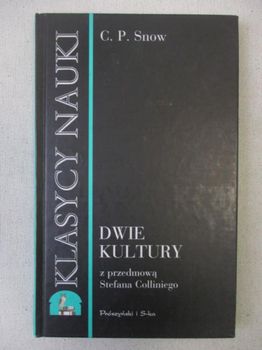 KLASYCY NAUKI
C. P. Snow
DWIE
KULTURY
z przedmową
Stefana Colliniego
Prószyński i S-ka